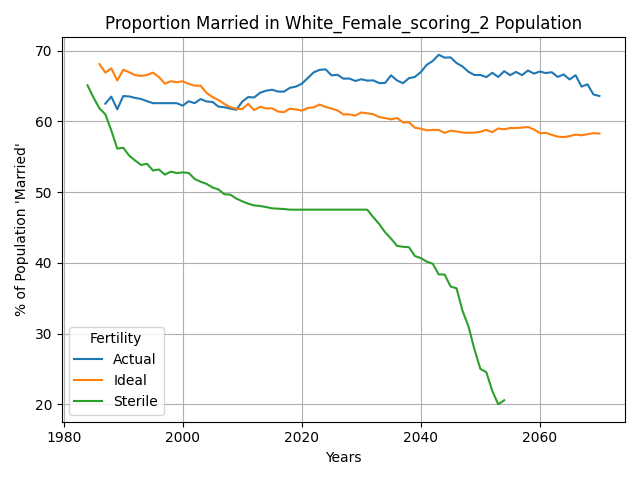 Proportion Married in White_Female_scoring_2 Population
% of Population 'Married'
70
60
50
40
30
20
Fertility
Actual
Ideal
Sterile
1980 2000 2020 2040 2060
Years